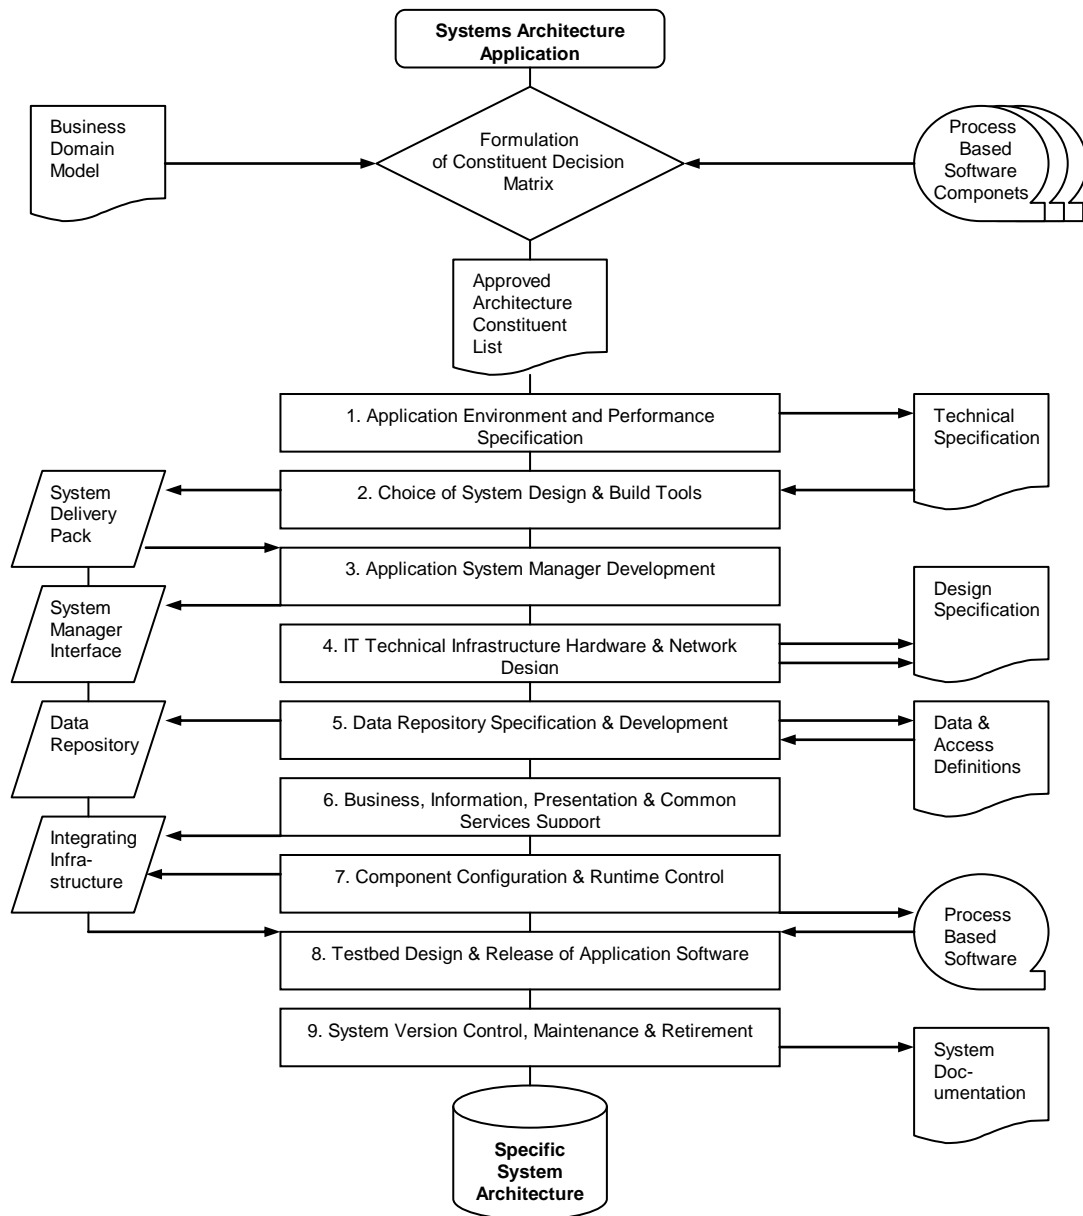 Systems Architecture
Application
Business
Domain
Model
Formulation
of Constituent Decision
Matrix
Process
Based
Software
Componets
Approved
Architecture
Constituent
List
1. Application Environment and Performance
Specification
Technical
Specification
System
Delivery
Pack
2. Choice of System Design & Build Tools
3. Application System Manager Development
System
Manager
Interface
Design
Specification
4. IT Technical Infrastructure Hardware & Network
Design
Data
Repository
5. Data Repository Specification & Development
Data &
Access
Definitions
6. Business, Information, Presentation & Common
Services Support
Integrating
Infra-
structure
7. Component Configuration & Runtime Control
Process
Based
Software
8. Testbed Design & Release of Application Software
9. System Version Control, Maintenance & Retirement
System
Doc-
umentation
Specific
System
Architecture